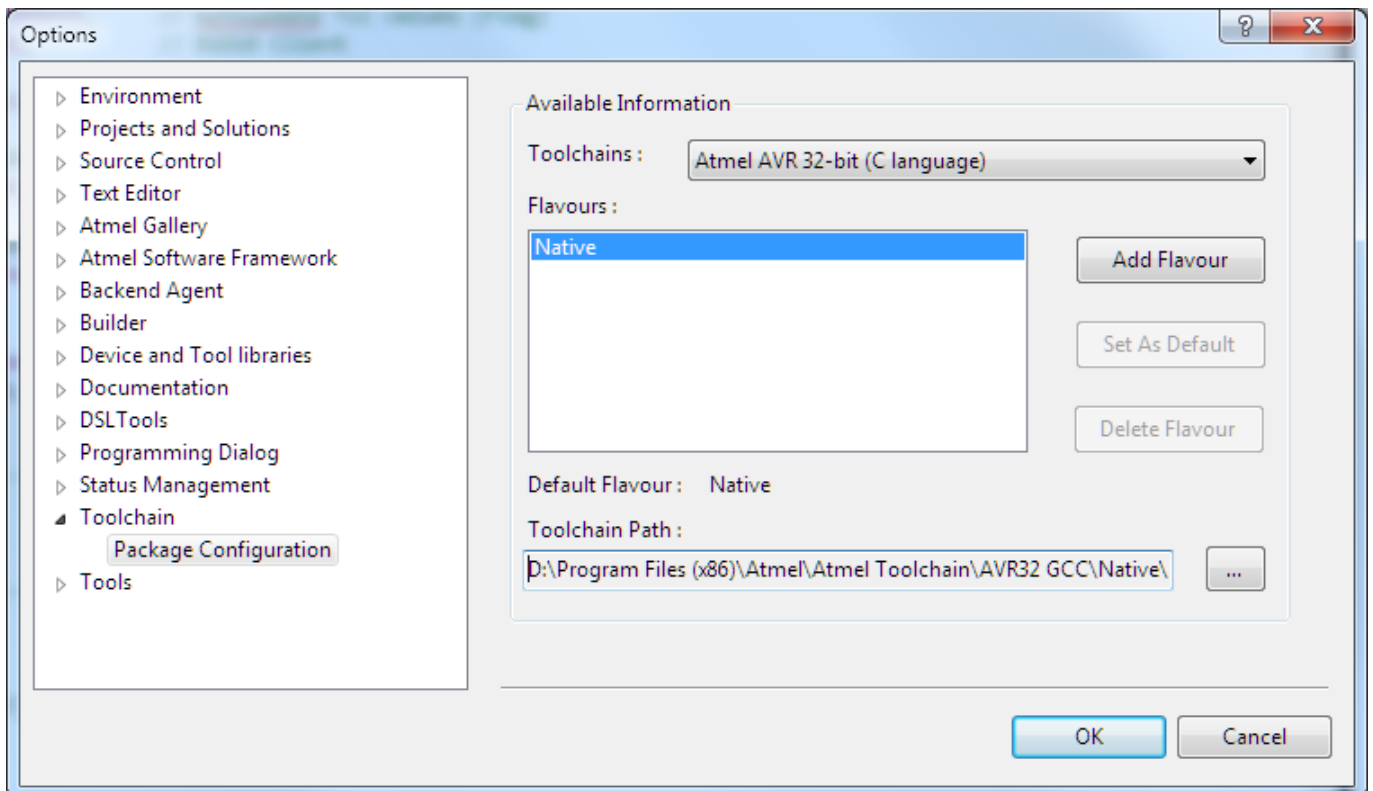 Options
Environment
Projects and Solutions
Source Control
Text Editor
Atmel Gallery
Atmel Software Framework
Backend Agent
Builder
Device and Tool libraries
Documentation
DSLTools
Programming Dialog
Status Management
Toolchain
Package Configuration
Tools
Available Information
Toolchains :
Atmel AVR 32-bit (C language)
Flavours :
Native
Add Flavour
Set As Default
Delete Flavour
Default Flavour : Native
Toolchain Path :
D:\Program Files (x86)\Atmel\Atmel Toolchain\AVR32 GCC\Native\
...
OK
Cancel